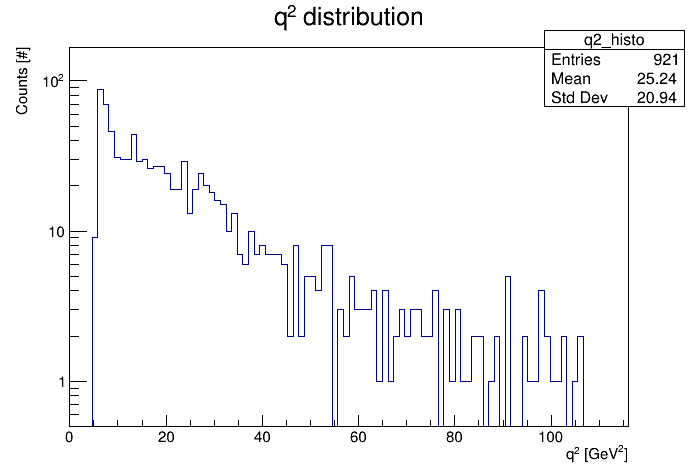 q² distribution
q2_histo
Entries 921
Mean 25.24
Std Dev 20.94
Counts [#]
10²
10
1
0 20 40 60 80 100
q² [GeV²]